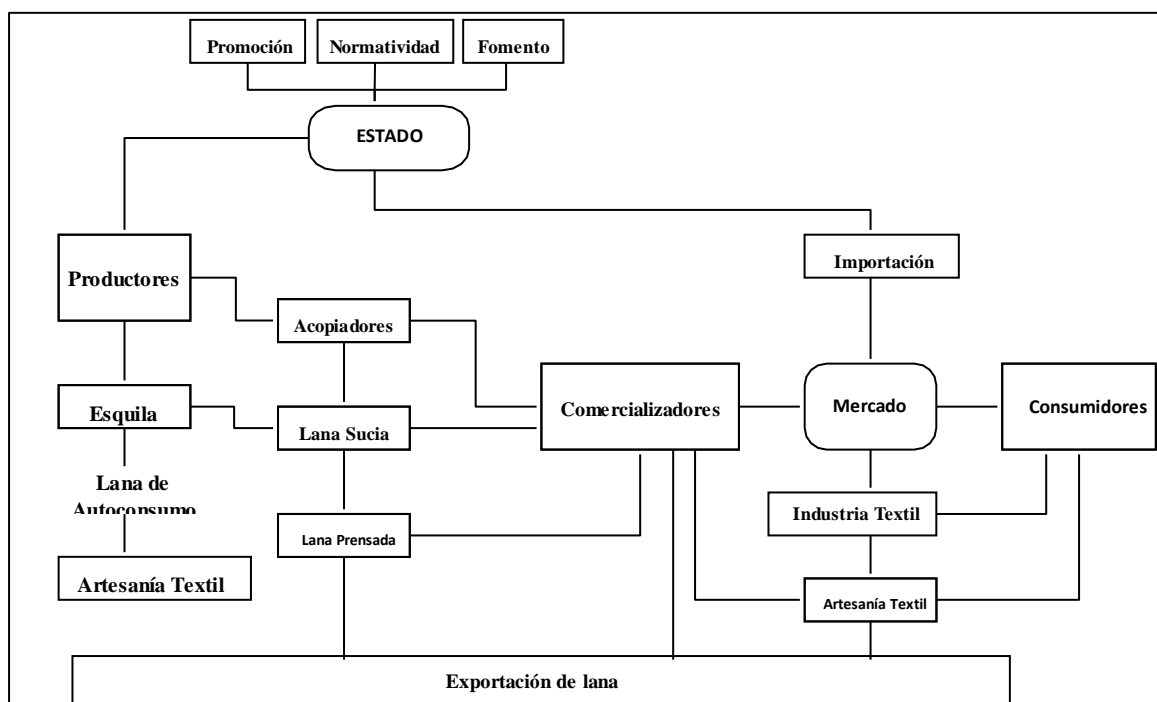 Promoción
Normatividad
Fomento
ESTADO
Productores
Importación
Acopiadores
Esquila
Lana Sucia
Comercializadores
Mercado
Consumidores
Lana de
Autoconsumo
Lana Prensada
Industria Textil
Artesanía Textil
Artesanía Textil
Exportación de lana